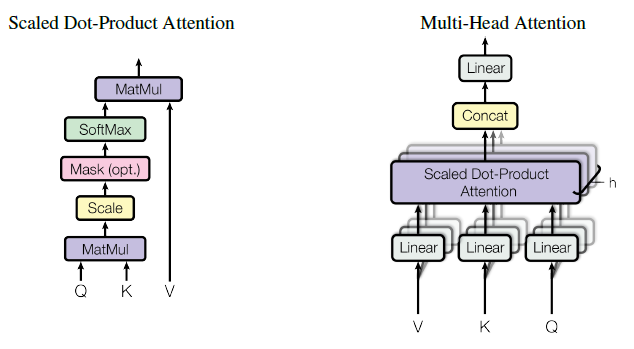 Scaled Dot-Product Attention
MatMul
SoftMax
Mask (opt.)
Scale
MatMul
Q K V
Multi-Head Attention
Linear
Concat
Scaled Dot-Product
Attention
h
Linear Linear Linear
V K Q